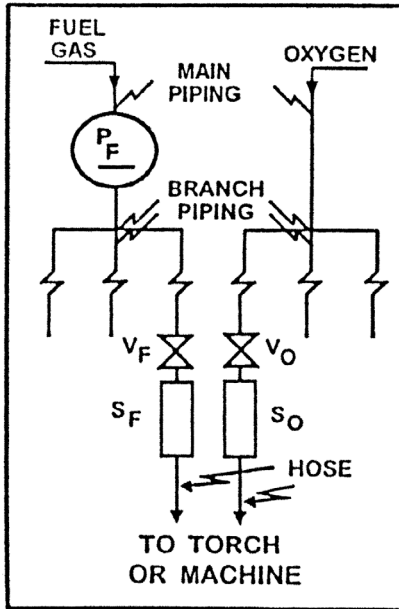 FUEL
GAS
OXYGEN
MAIN
PIPING
PF
BRANCH
PIPING
VF
VO
SF
SO
HOSE
TO TORCH
OR MACHINE